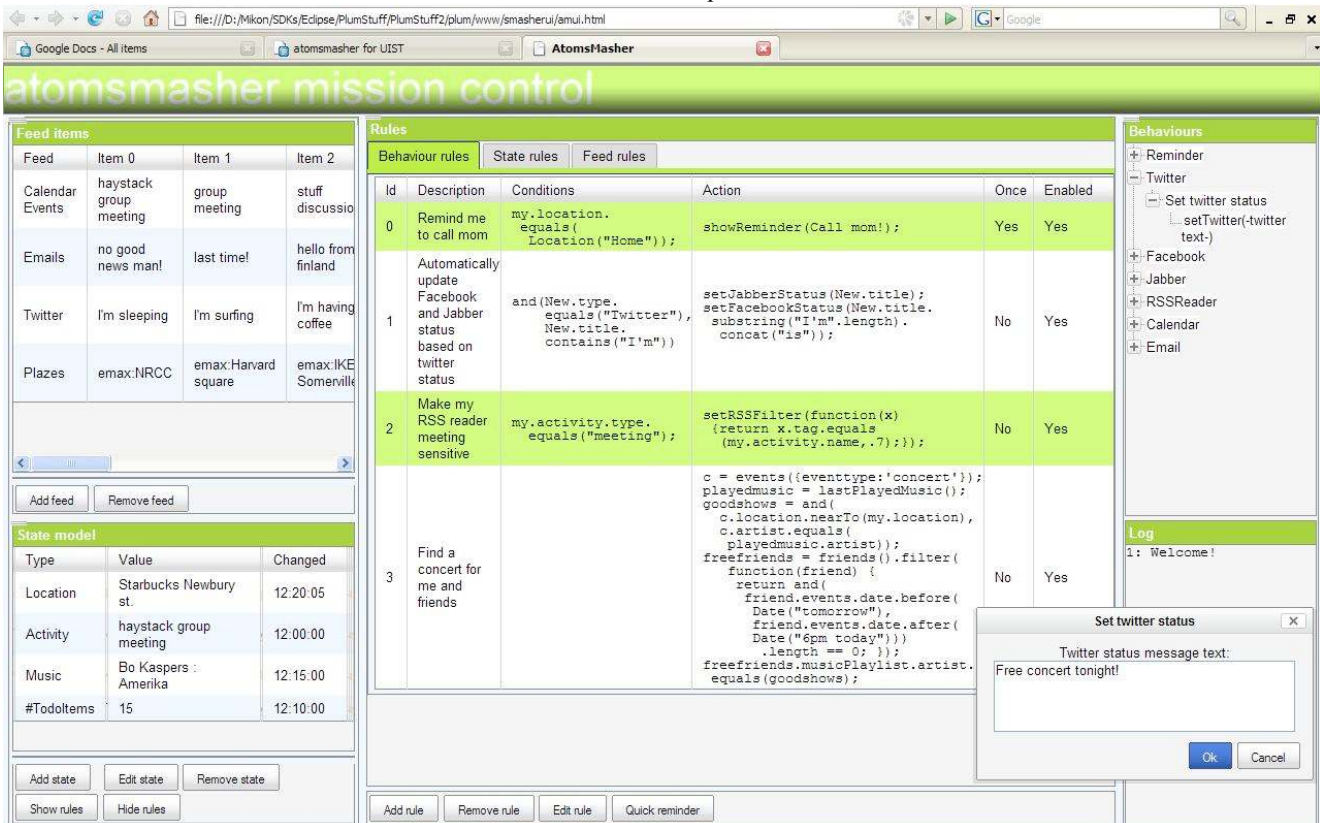 file:///D:/Mikon/SDKs/Eclipse/PlumStuff/PlumStuff2/plum/www/smasherui/amui.html
Google
Google Docs - All items
atomsmasher for UIST
AtomsMasher
atomsmasher mission control
Feed items
Feed Item 0 Item 1 Item 2
Calendar Events
haystack group meeting
group meeting
stuff discussio
Emails
no good news man!
last time!
hello from finland
Twitter
I'm sleeping
I'm surfing
I'm having coffee
Plazes
emax:NRCC
emax:Harvard square
emax:IKE Somerville
Add feed Remove feed
State model
Type Value Changed
Location
Starbucks Newbury st.
12:20:05
Activity
haystack group meeting
12:00:00
Music
Bo Kaspers : Amerika
12:15:00
#TodoItems 15 12:10:00
Add state Edit state Remove state
Show rules Hide rules
Rules
Behaviour rules State rules Feed rules
Id Description Conditions Action Once Enabled
0
Remind me
to call mom
my.location.
equals(
Location("Home"));
showReminder(Call mom!);
Yes Yes
1
Automatically
update
Facebook
and Jabber
status
based on
twitter
status
and(New.type.
equals("Twitter"),
New.title.
contains("I'm"))
setJabberStatus(New.title);
setFacebookStatus(New.title.
substring("I'm".length).
concat("is"));
No Yes
2
Make my
RSS reader
meeting
sensitive
my.activity.type.
equals("meeting");
setRSSFilter(function(x)
{return x.tag.equals
(my.activity.name,.7);});
No Yes
3
Find a
concert for
me and
friends
c = events({eventtype:'concert'});
playedmusic = lastPlayedMusic();
goodshows = and(
c.location.nearTo(my.location),
c.artist.equals(
playedmusic.artist));
freefriends = friends().filter(
function(friend) {
return and(
friend.events.date.before(
Date("tomorrow"),
friend.events.date.after(
Date("6pm today")))
.length == 0; });
freefriends.musicPlaylist.artist.
equals(goodshows);
No Yes
Add rule Remove rule Edit rule Quick reminder
Behaviours
Reminder
Twitter
Set twitter status
setTwitter(-twitter
text-)
Facebook
Jabber
RSSReader
Calendar
Email
Log
1: Welcome!
Set twitter status
Twitter status message text:
Free concert tonight!
Ok Cancel